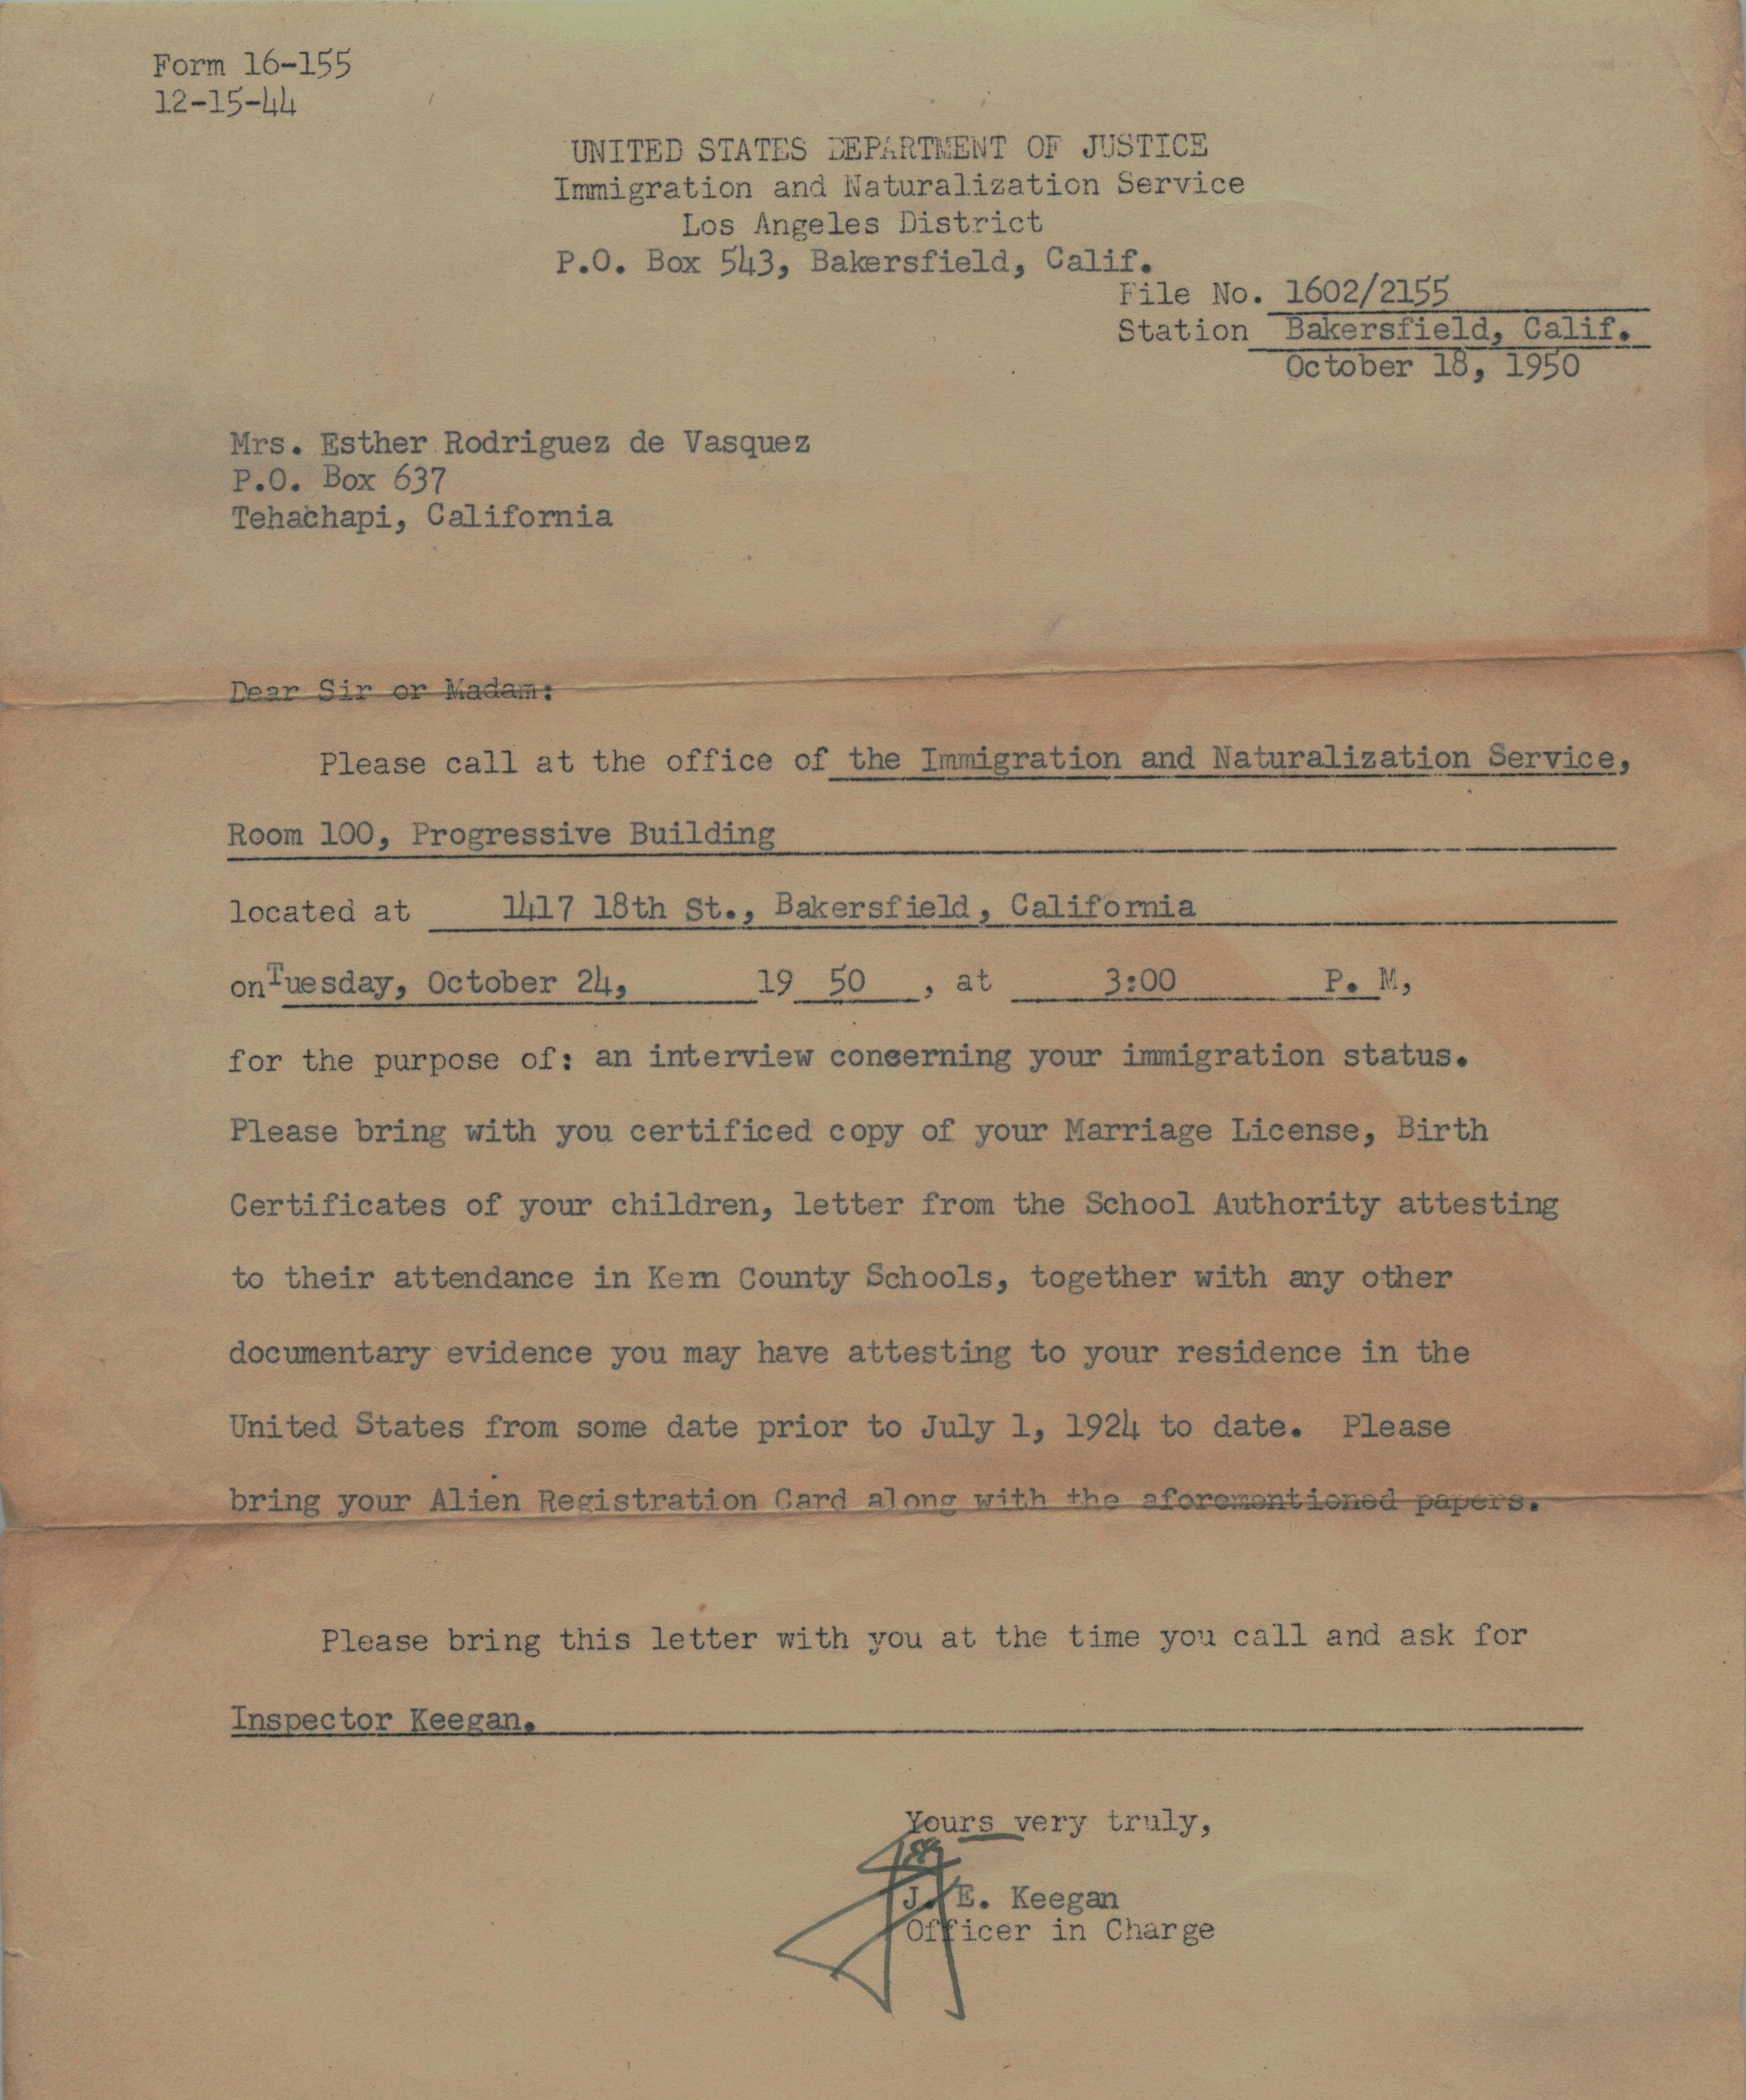 Form 16-155
12-15-44
UNITED STATES DEPARTMENT OF JUSTICE
Immigration and Naturalization Service
Los Angeles District
P.O. Box 543, Bakersfield, Calif.
File No. 1602/2155
Station Bakersfield, Calif.
October 18, 1950
Mrs. Esther Rodriguez de Vasquez
P.O. Box 637
Tehachapi, California
Dear Sir or Madam:
Please call at the office of the Immigration and Naturalization Service,
Room 100, Progressive Building
located at 1417 18th St., Bakersfield, California
on Tuesday, October 24, 19 50 , at 3:00 P. M,
for the purpose of: an interview concerning your immigration status.
Please bring with you certificed copy of your Marriage License, Birth
Certificates of your children, letter from the School Authority attesting
to their attendance in Kern County Schools, together with any other
documentary evidence you may have attesting to your residence in the
United States from some date prior to July 1, 1924 to date. Please
bring your Alien Registration Card along with the aforementioned papers.
Please bring this letter with you at the time you call and ask for
Inspector Keegan.
Yours very truly,
J. E. Keegan
Officer in Charge